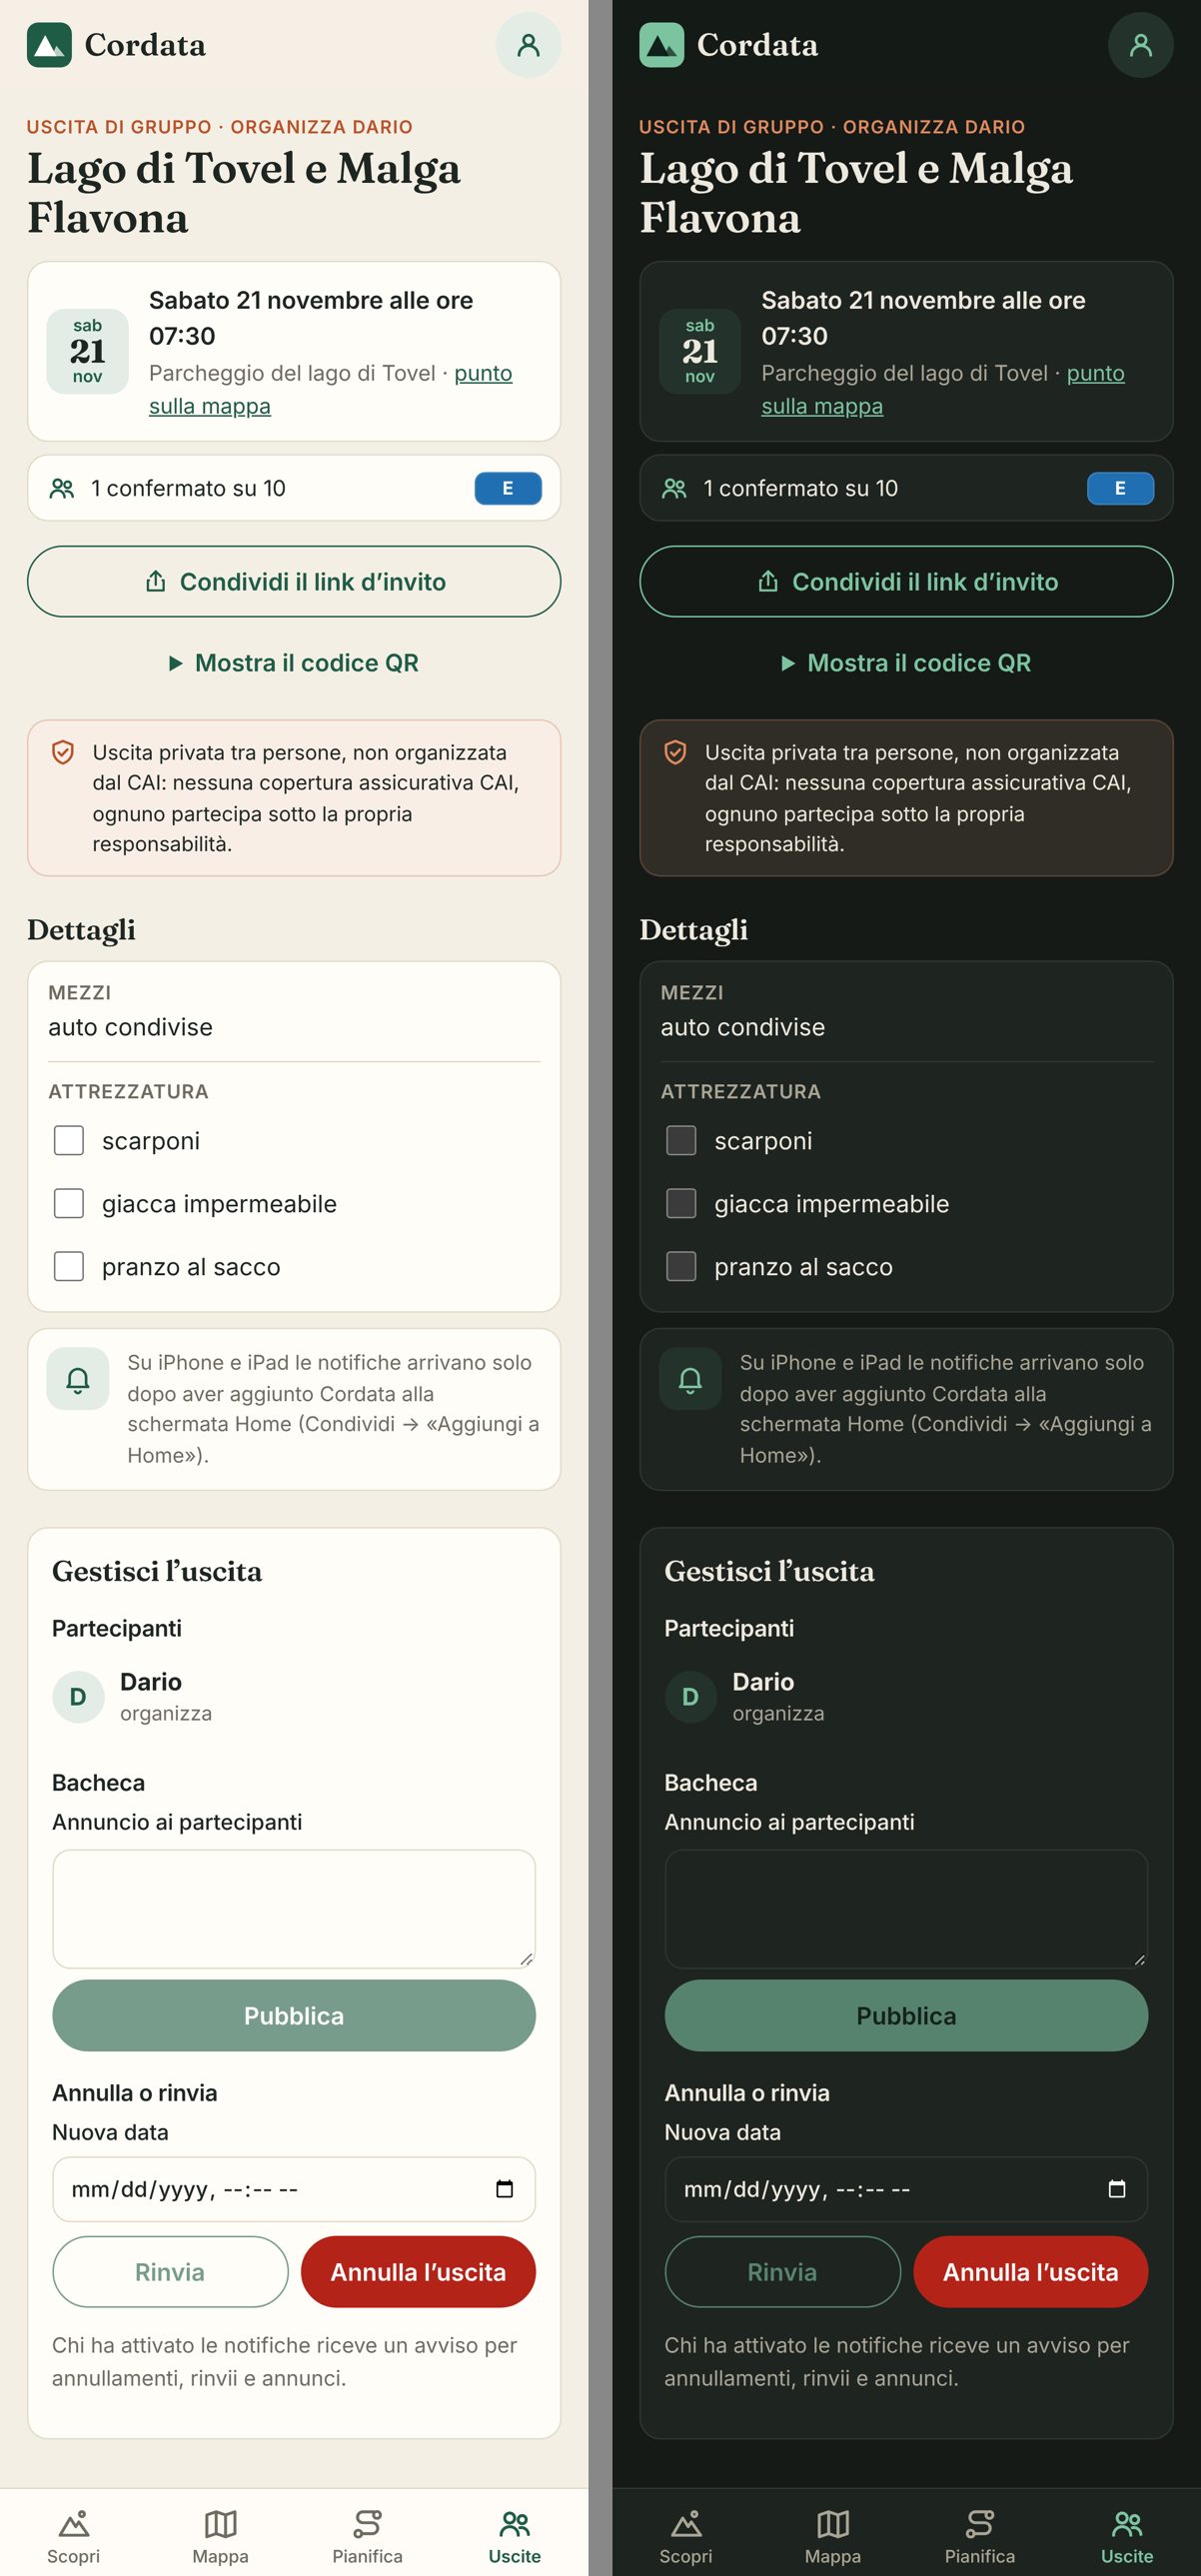 Cordata
USCITA DI GRUPPO · ORGANIZZA DARIO
Lago di Tovel e Malga
Flavona
sab
21
nov
Sabato 21 novembre alle ore
07:30
Parcheggio del lago di Tovel · punto
sulla mappa
1 confermato su 10
E
Condividi il link d’invito
Mostra il codice QR
Uscita privata tra persone, non organizzata
dal CAI: nessuna copertura assicurativa CAI,
ognuno partecipa sotto la propria
responsabilità.
Dettagli
MEZZI
auto condivise
ATTREZZATURA
scarponi
giacca impermeabile
pranzo al sacco
Su iPhone e iPad le notifiche arrivano solo
dopo aver aggiunto Cordata alla
schermata Home (Condividi → «Aggiungi a
Home»).
Gestisci l’uscita
Partecipanti
D
Dario
organizza
Bacheca
Annuncio ai partecipanti
Pubblica
Annulla o rinvia
Nuova data
mm/dd/yyyy, --:-- --
Rinvia
Annulla l’uscita
Chi ha attivato le notifiche riceve un avviso per
annullamenti, rinvii e annunci.
Scopri
Mappa
Pianifica
Uscite
Cordata
USCITA DI GRUPPO · ORGANIZZA DARIO
Lago di Tovel e Malga
Flavona
sab
21
nov
Sabato 21 novembre alle ore
07:30
Parcheggio del lago di Tovel · punto
sulla mappa
1 confermato su 10
E
Condividi il link d’invito
Mostra il codice QR
Uscita privata tra persone, non organizzata
dal CAI: nessuna copertura assicurativa CAI,
ognuno partecipa sotto la propria
responsabilità.
Dettagli
MEZZI
auto condivise
ATTREZZATURA
scarponi
giacca impermeabile
pranzo al sacco
Su iPhone e iPad le notifiche arrivano solo
dopo aver aggiunto Cordata alla
schermata Home (Condividi → «Aggiungi a
Home»).
Gestisci l’uscita
Partecipanti
D
Dario
organizza
Bacheca
Annuncio ai partecipanti
Pubblica
Annulla o rinvia
Nuova data
mm/dd/yyyy, --:-- --
Rinvia
Annulla l’uscita
Chi ha attivato le notifiche riceve un avviso per
annullamenti, rinvii e annunci.
Scopri
Mappa
Pianifica
Uscite